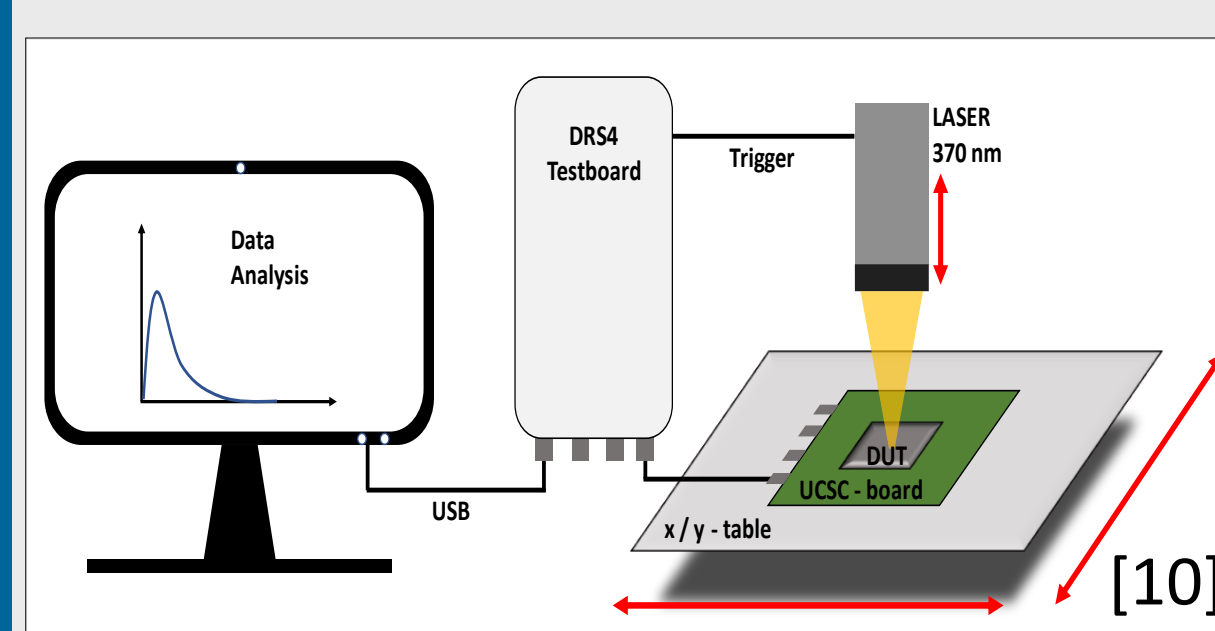 DRS4
Testboard
Trigger
LASER
370 nm
Data
Analysis
USB
DUT
UCSC - board
x / y - table
[10]